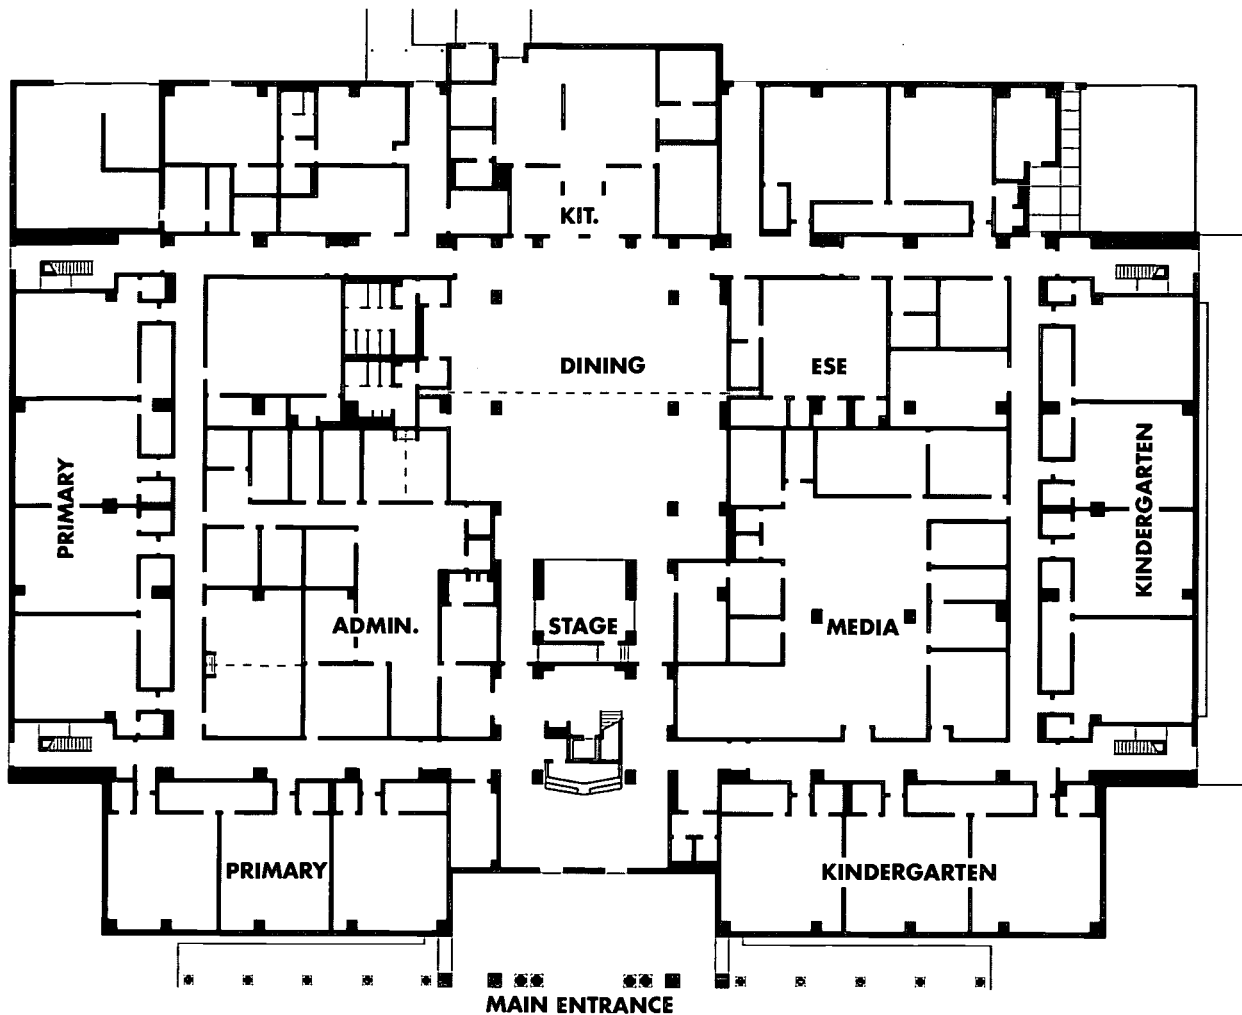 KIT.
DINING
ESE
PRIMARY
KINDERGARTEN
ADMIN.
STAGE
MEDIA
PRIMARY
KINDERGARTEN
MAIN ENTRANCE